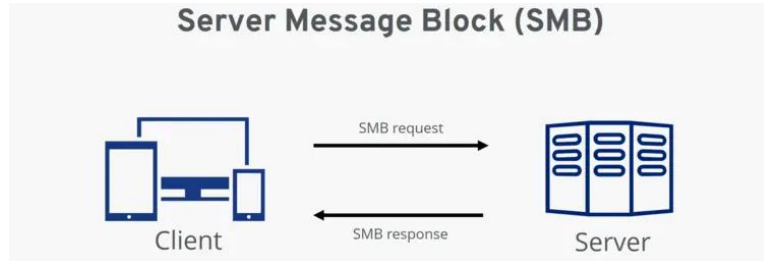 Server Message Block (SMB)
SMB request
SMB response
Client
Server